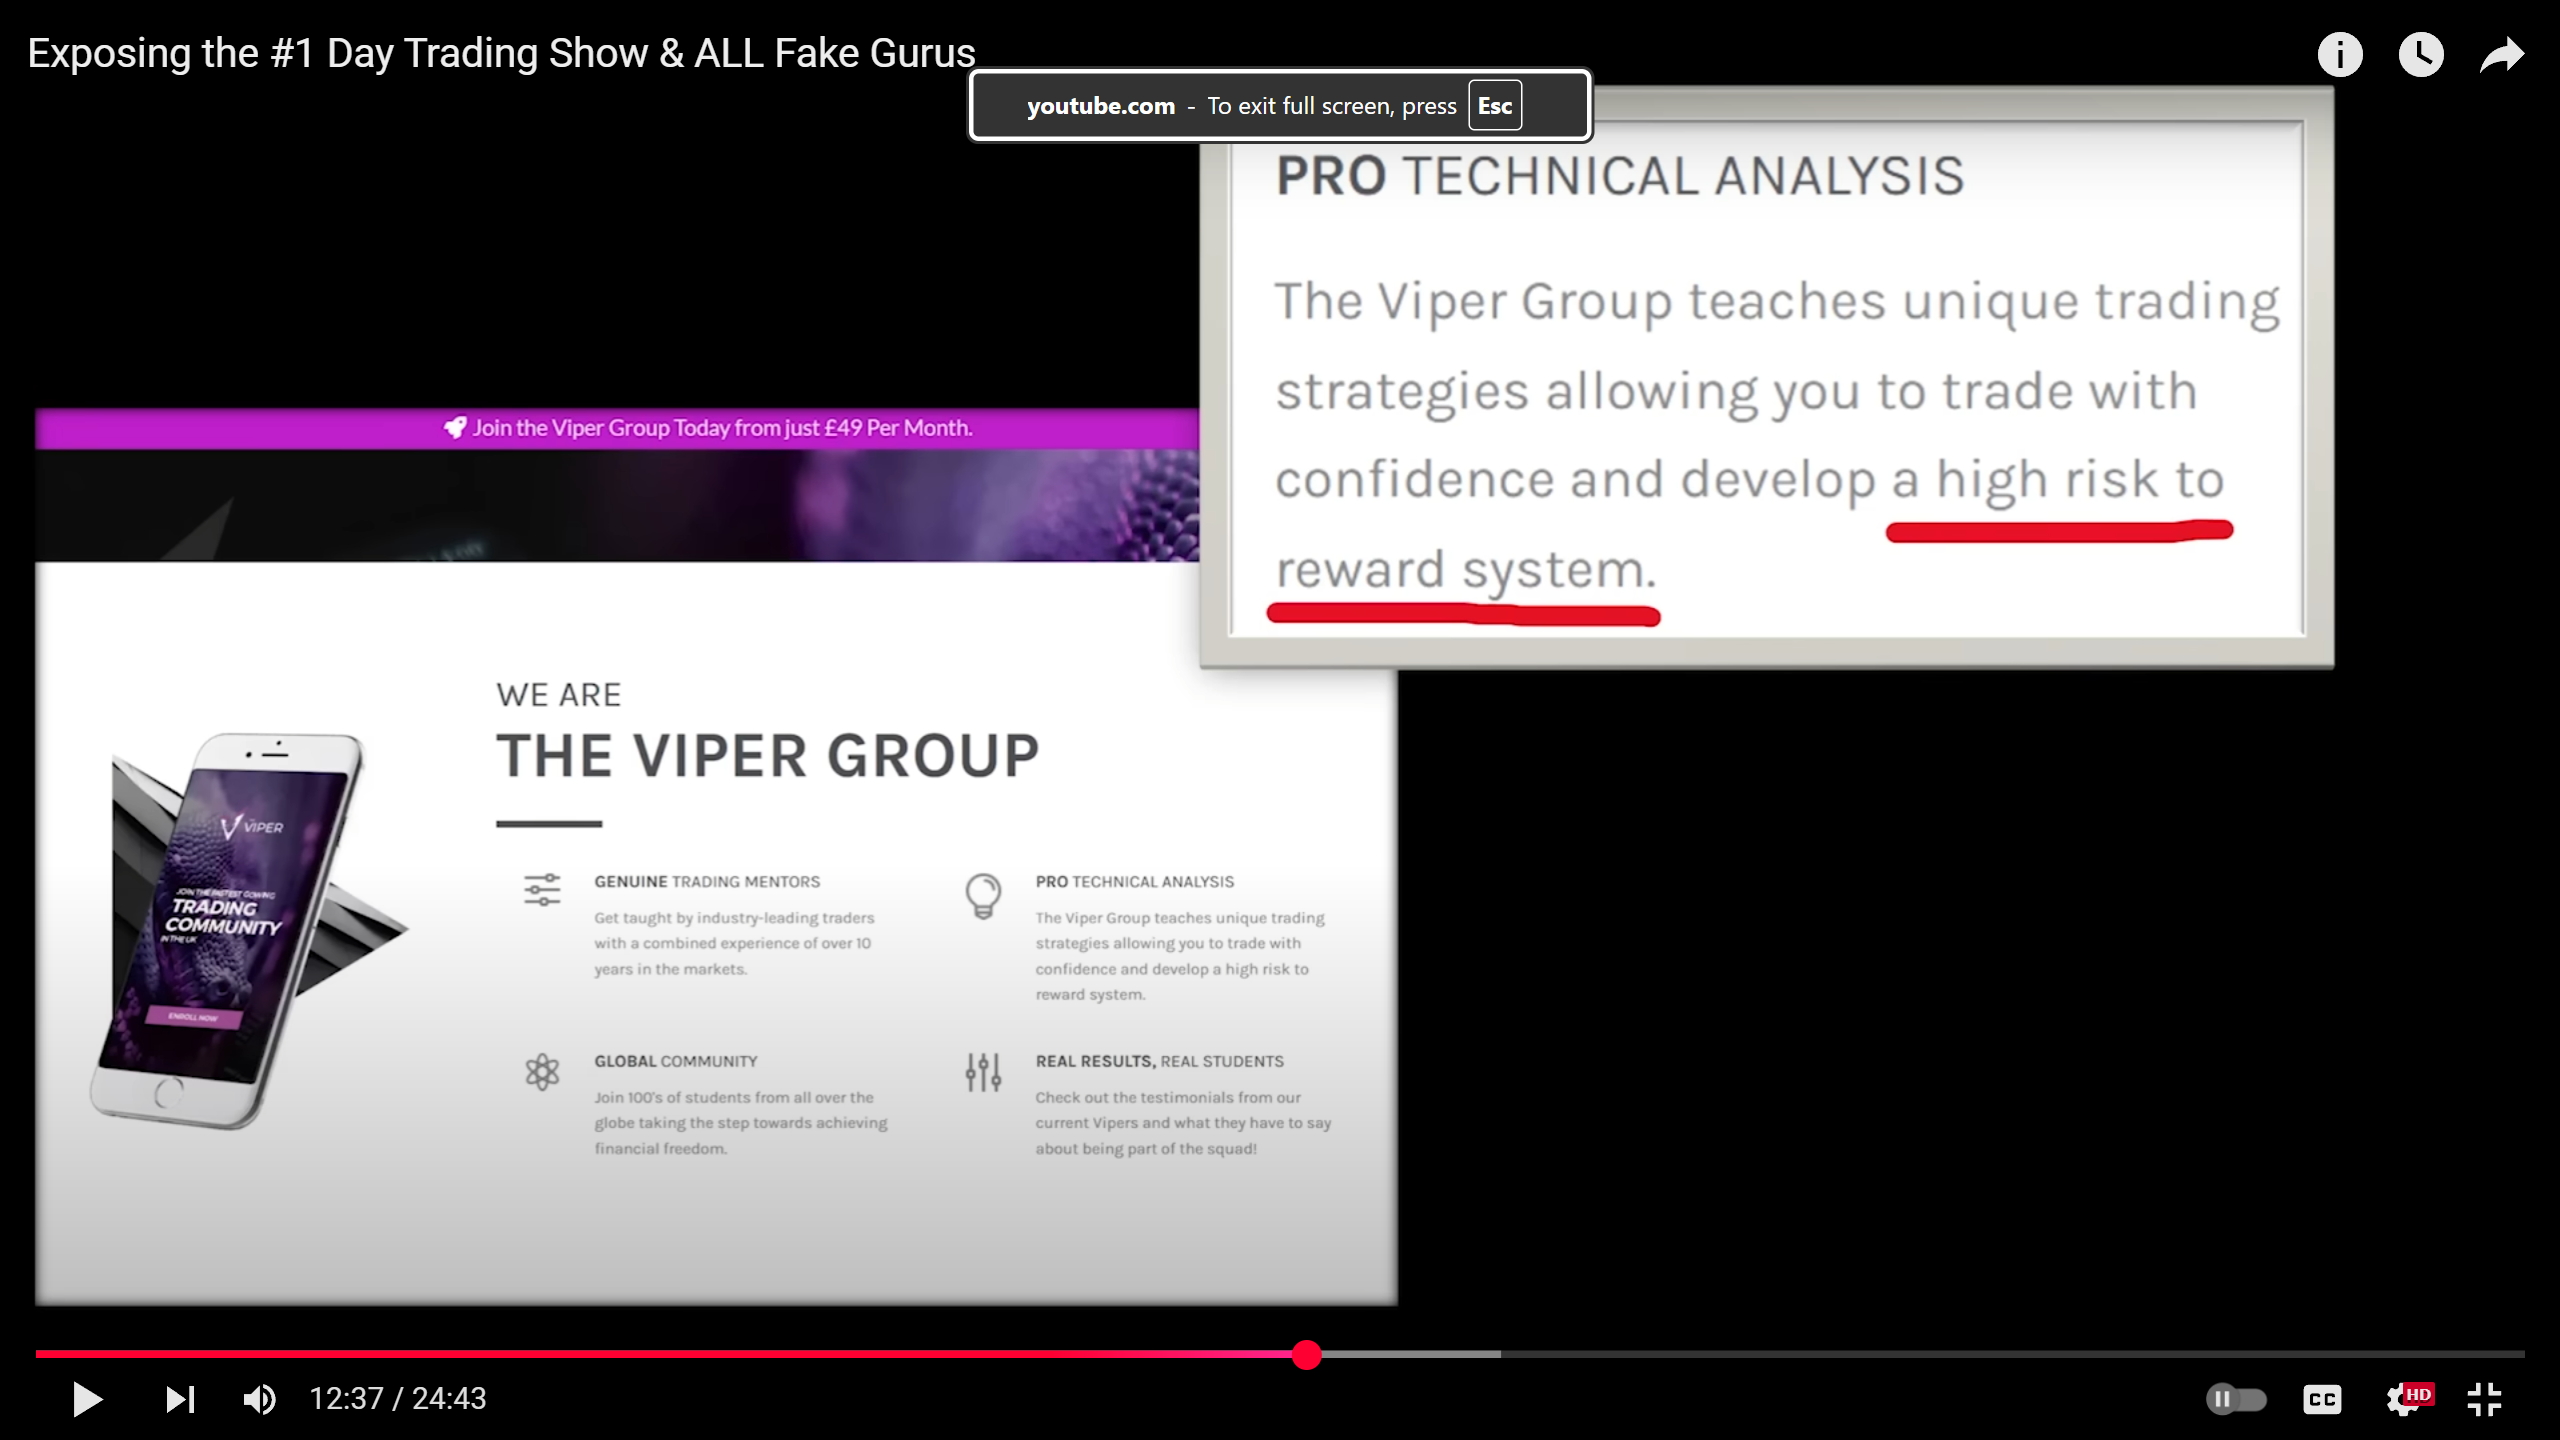 Exposing the #1 Day Trading Show & ALL Fake Gurus
youtube.com - To exit full screen, press Esc
PRO TECHNICAL ANALYSIS
The Viper Group teaches unique trading
strategies allowing you to trade with
confidence and develop a high risk to
reward system.
Join the Viper Group Today from just £49 Per Month.
WE ARE
THE VIPER GROUP
VIPER
JOIN THE FASTEST GOWING
TRADING
COMMUNITY
IN THE UK
ENROLL NOW
GENUINE TRADING MENTORS
Get taught by industry-leading traders
with a combined experience of over 10
years in the markets.
PRO TECHNICAL ANALYSIS
The Viper Group teaches unique trading
strategies allowing you to trade with
confidence and develop a high risk to
reward system.
GLOBAL COMMUNITY
Join 100's of students from all over the
globe taking the step towards achieving
financial freedom.
REAL RESULTS, REAL STUDENTS
Check out the testimonials from our
current Vipers and what they have to say
about being part of the squad!
12:37 / 24:43
CC
HD